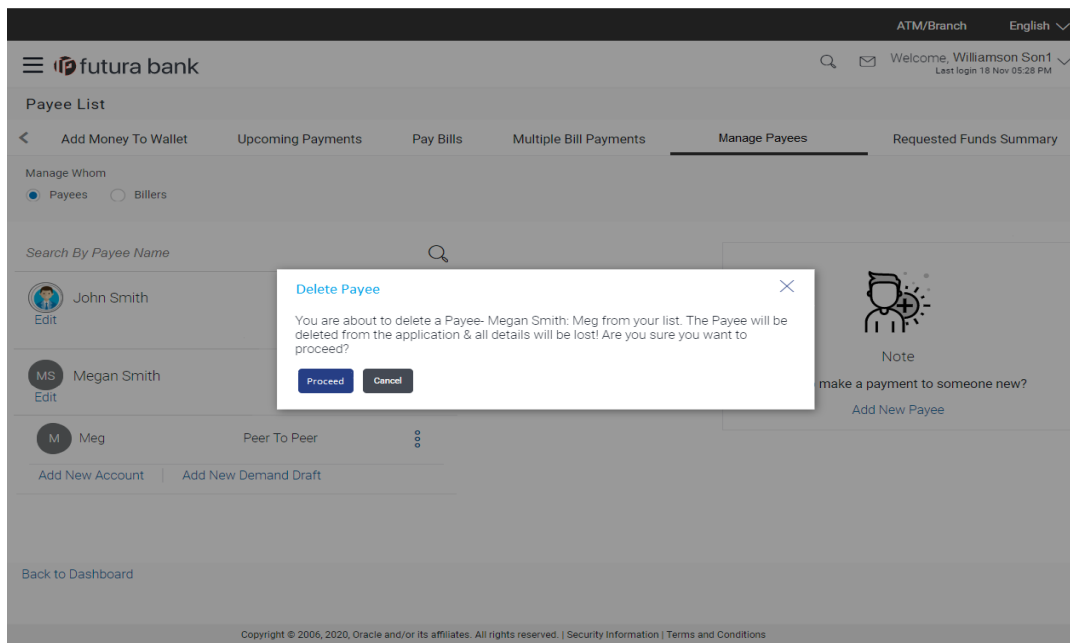 ATM/Branch English
futura bank Welcome, Williamson Son1
Last login 18 Nov 05:28 PM
Payee List
Add Money To Wallet Upcoming Payments Pay Bills Multiple Bill Payments Manage Payees Requested Funds Summary
Manage Whom
Payees Billers
Search By Payee Name
John Smith
Edit
Delete Payee
You are about to delete a Payee- Megan Smith: Meg from your list. The Payee will be
deleted from the application & all details will be lost! Are you sure you want to
proceed?
Proceed Cancel
Note
make a payment to someone new?
Add New Payee
MS Megan Smith
Edit
M Meg Peer To Peer
Add New Account Add New Demand Draft
Back to Dashboard
Copyright © 2006, 2020, Oracle and/or its affiliates. All rights reserved. | Security Information | Terms and Conditions